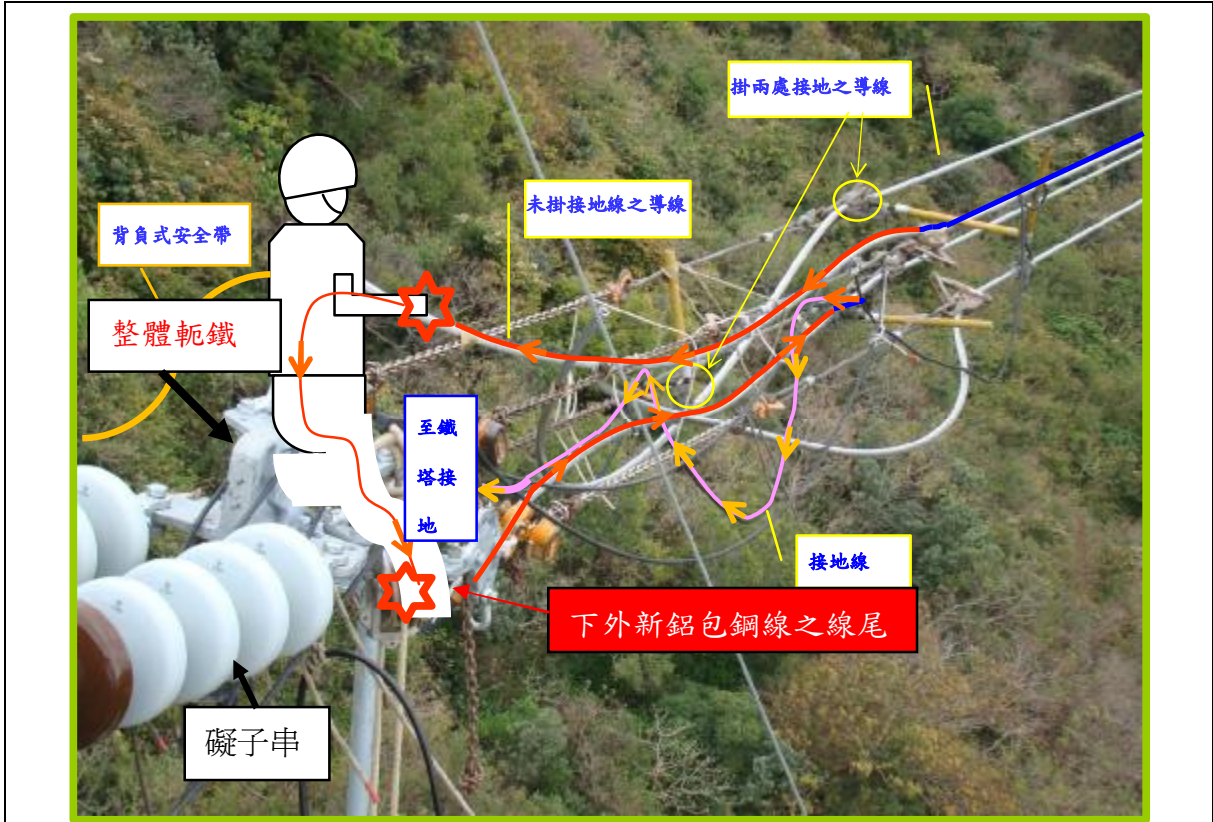 掛兩處接地之導線
未掛接地線之導線
背負式安全帶
整體軛鐵
至鐵
塔接
地
接地線
下外新鋁包鋼線之線尾
礙子串